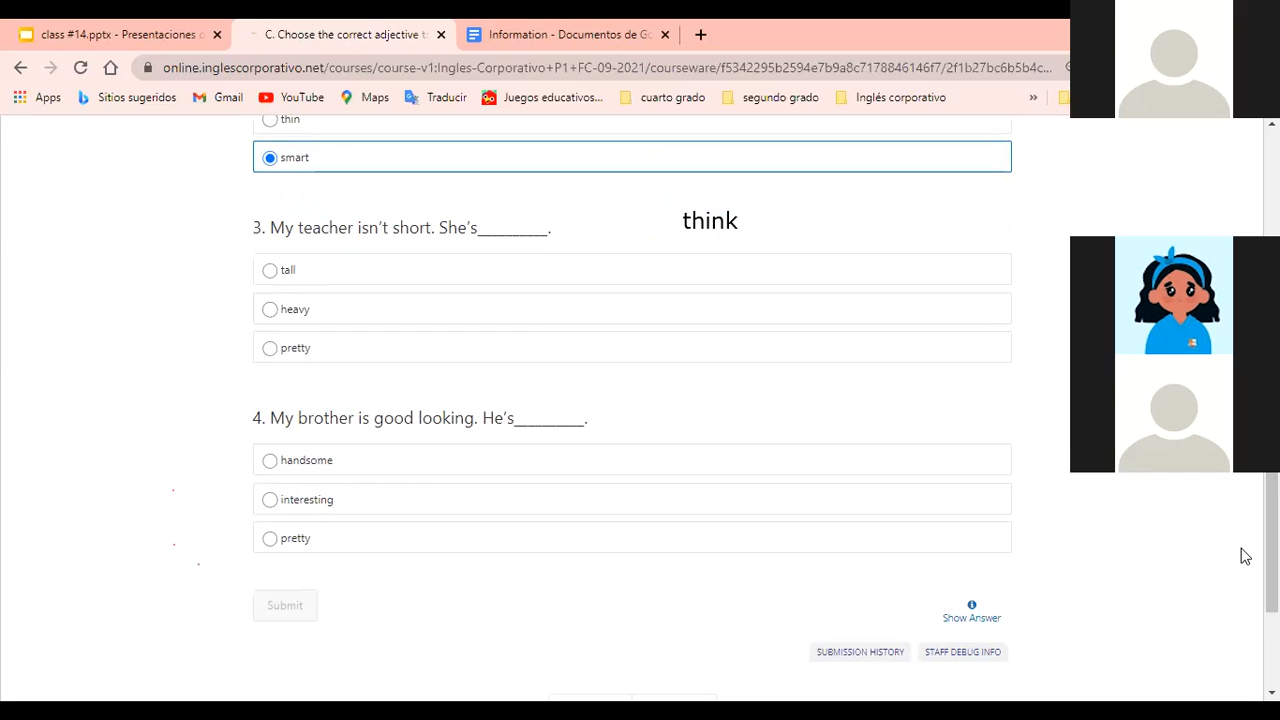 class #14.pptx - Presentaciones d
C. Choose the correct adjective t
Information - Documentos de Go
online.inglescorporativo.net/courses/course-v1:Ingles-Corporativo+P1+FC-09-2021/courseware/f5342295b2594e7b9a8c7178846146f7/2f1b27bc6b5b4c...
Apps
Sitios sugeridos
Gmail
YouTube
Maps
Traducir
Juegos educativos...
cuarto grado
segundo grado
Inglés corporativo
»
thin
smart
3. My teacher isn't short. She's__________.
think
tall
heavy
pretty
4. My brother is good looking. He's__________.
handsome
interesting
pretty
Submit
Show Answer
SUBMISSION HISTORY
STAFF DEBUG INFO